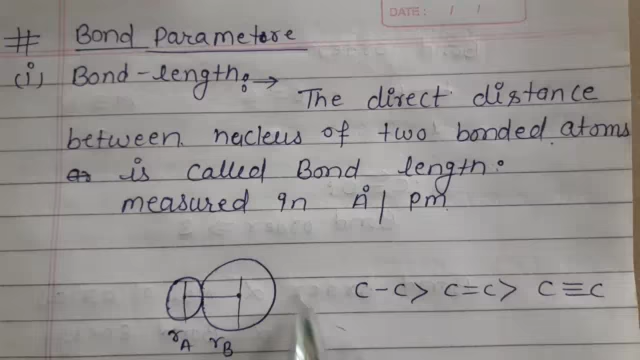 DATE: / /
# Bond Parametore
(i) Bond-length:→
The direct distance
between nucleus of two bonded atoms
is called Bond length.
measured in Å/pm
C-C> C=C> C≡C
rA rB